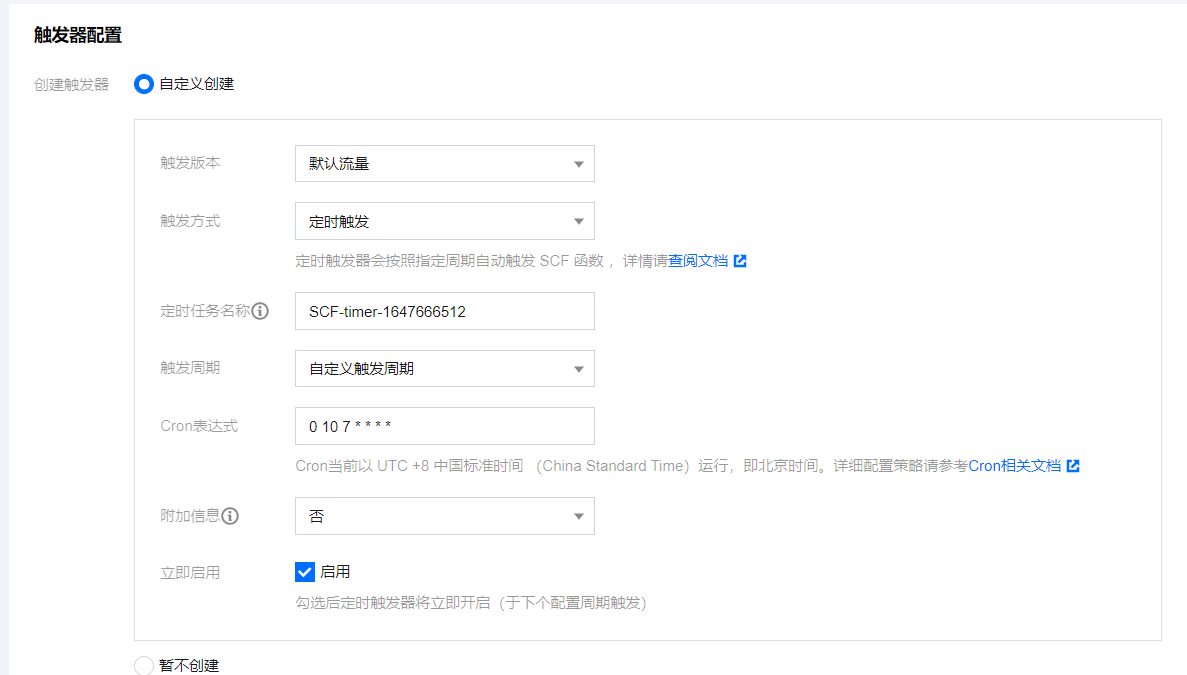 触发器配置
创建触发器 自定义创建
触发版本 默认流量
触发方式 定时触发
定时触发器会按照指定周期自动触发 SCF 函数 ，详情请查阅文档
定时任务名称 SCF-timer-1647666512
触发周期 自定义触发周期
Cron表达式 0 10 7 * * * *
Cron当前以 UTC +8 中国标准时间 （China Standard Time）运行，即北京时间。详细配置策略请参考Cron相关文档
附加信息 否
立即启用 启用
勾选后定时触发器将立即开启（于下个配置周期触发）
暂不创建